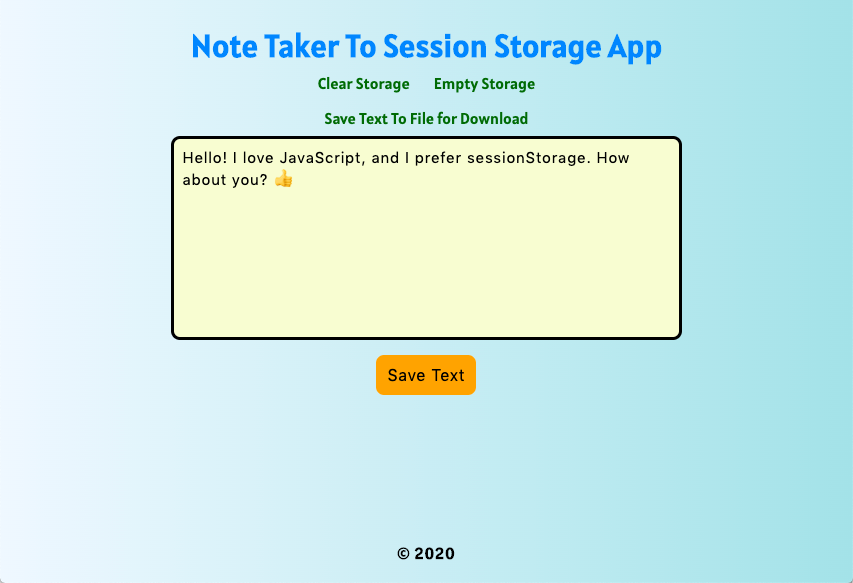 Note Taker To Session Storage App
Clear Storage Empty Storage
Save Text To File for Download
Hello! I love JavaScript, and I prefer sessionStorage. How
about you? 👍
Save Text
© 2020